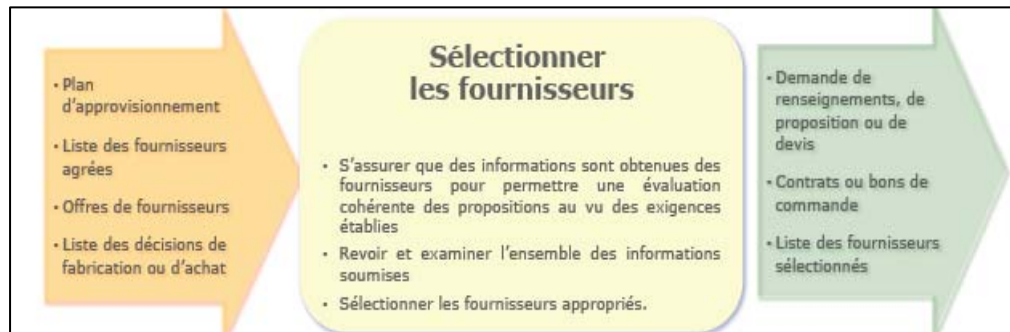 • Plan
d'approvisionnement
• Liste des fournisseurs
agrées
• Offres de fournisseurs
• Liste des décisions de
fabrication ou d'achat
Sélectionner
les fournisseurs
• S'assurer que des informations sont obtenues des
fournisseurs pour permettre une évaluation
cohérente des propositions au vu des exigences
établies
• Revoir et examiner l'ensemble des informations
soumises
• Sélectionner les fournisseurs appropriés.
• Demande de
renseignements, de
proposition ou de
devis
• Contrats ou bons de
commande
• Liste des fournisseurs
sélectionnés